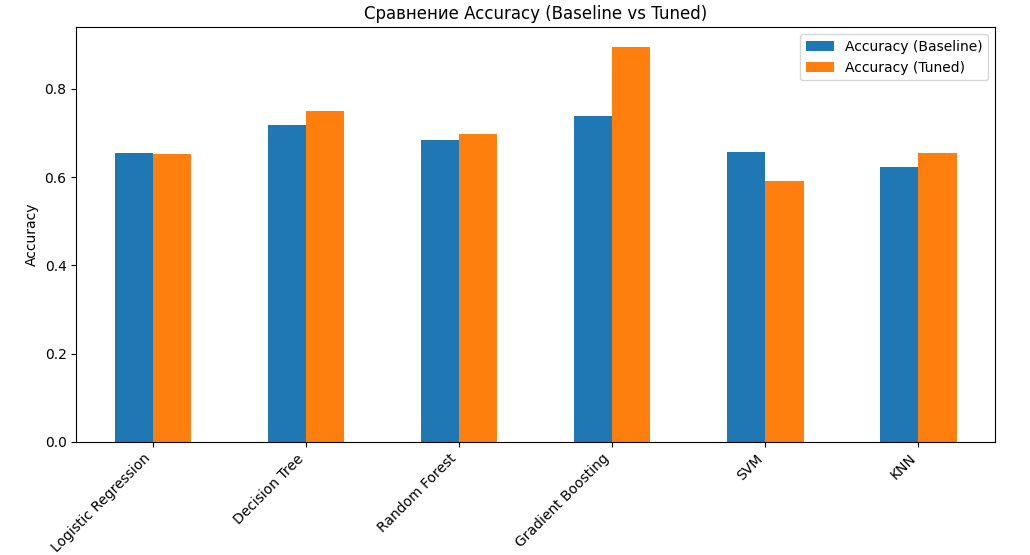 Сравнение Accuracy (Baseline vs Tuned)
Accuracy (Baseline)
Accuracy (Tuned)
Accuracy
0.8
0.6
0.4
0.2
0.0
Logistic Regression
Decision Tree
Random Forest
Gradient Boosting
SVM
KNN